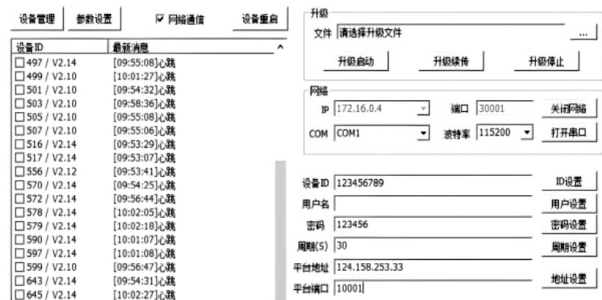 设备管理 参数设置 网络通信 设备重启
设备ID 最新消息
497 / V2.14 [09:55:08]心跳
499 / V2.10 [10:01:27]心跳
501 / V2.10 [09:54:32]心跳
503 / V2.10 [09:58:36]心跳
505 / V2.10 [09:55:08]心跳
507 / V2.10 [09:55:06]心跳
516 / V2.14 [09:53:29]心跳
517 / V2.14 [09:53:07]心跳
556 / V2.12 [09:53:41]心跳
570 / V2.14 [09:54:25]心跳
572 / V2.14 [09:56:44]心跳
578 / V2.14 [10:02:05]心跳
579 / V2.14 [10:02:18]心跳
590 / V2.14 [10:01:07]心跳
597 / V2.14 [10:01:08]心跳
599 / V2.10 [09:56:47]心跳
643 / V2.14 [09:54:31]心跳
645 / V2.14 [10:02:27]心跳
升级
文件 请选择升级文件 ...
升级启动 升级续传 升级停止
网络
IP 172.16.0.4 端口 30001 关闭网络
COM COM1 波特率 115200 打开串口
设备ID 123456789 ID设置
用户名 用户设置
密码 123456 密码设置
周期(S) 30 周期设置
平台地址 124.158.253.33
平台端口 10001 地址设置